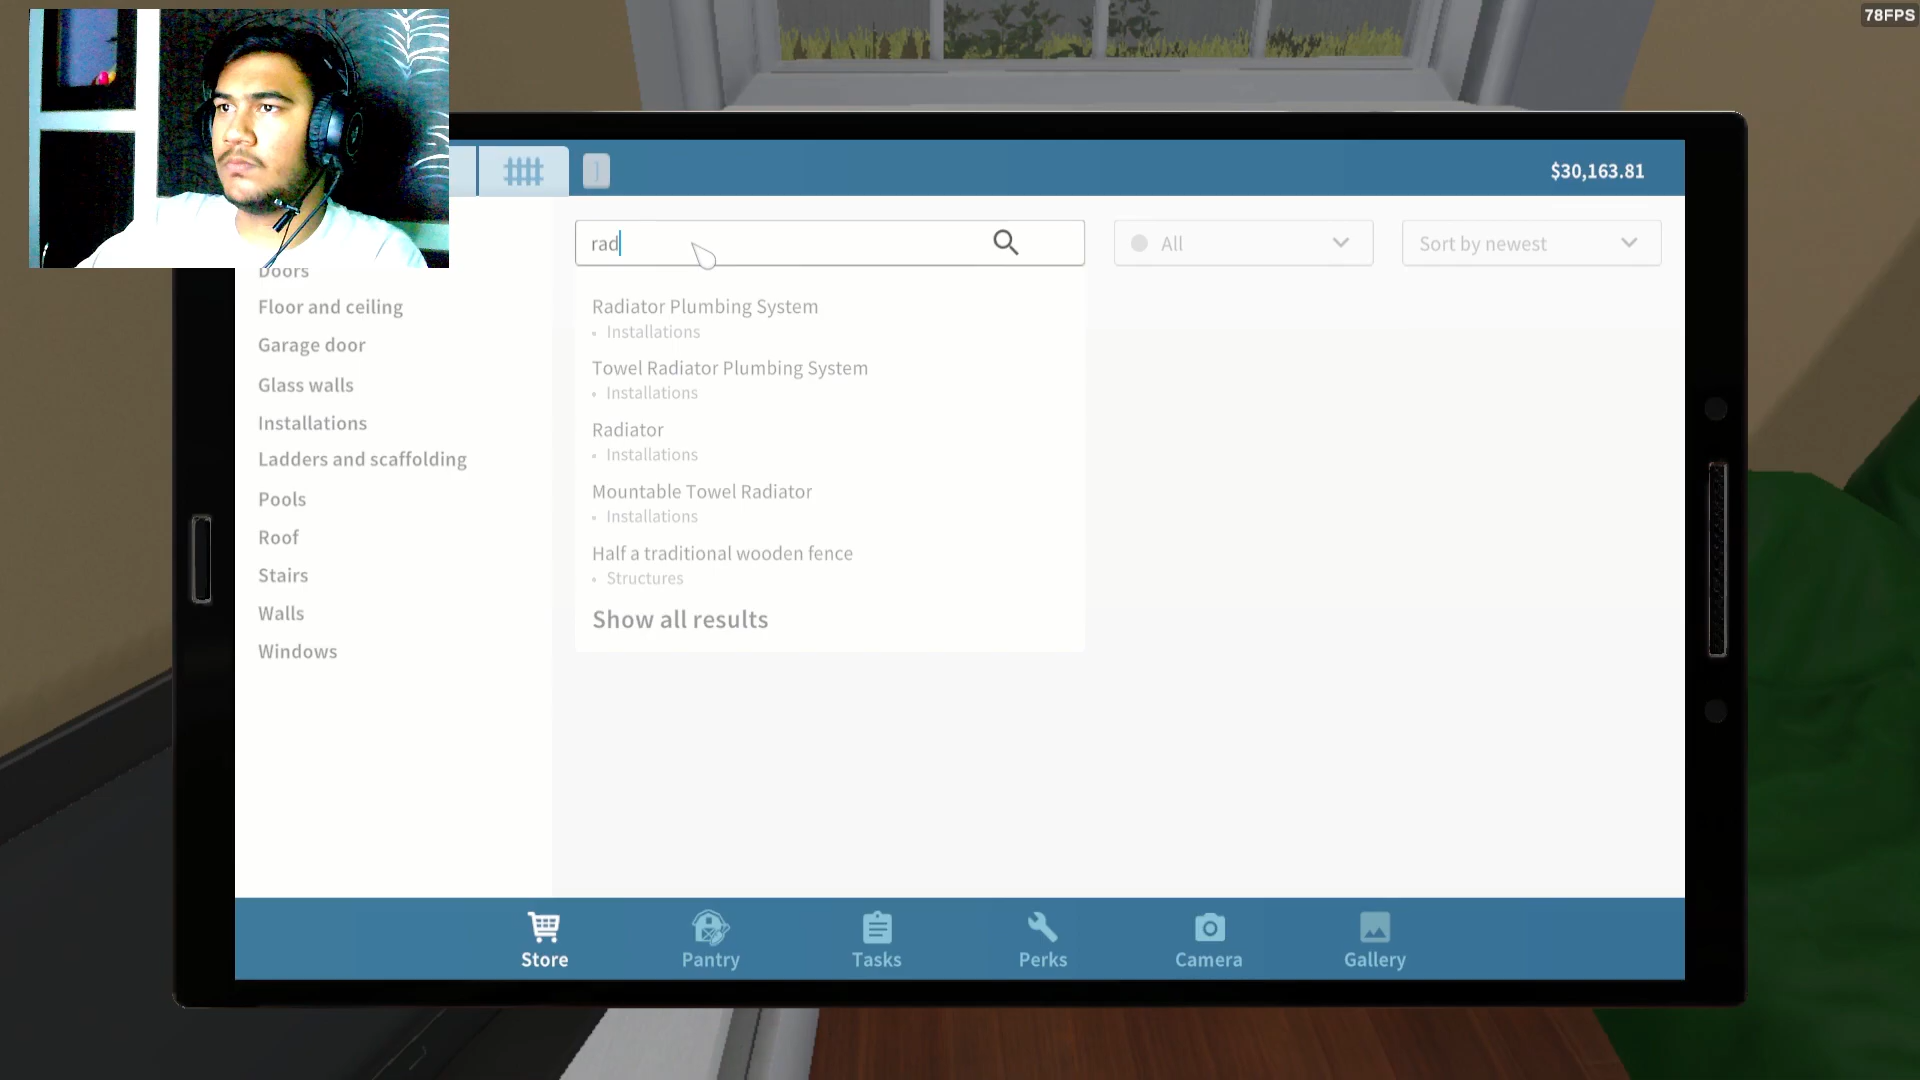 78FPS
$30,163.81
rad
All
Sort by newest
Doors
Floor and ceiling
Garage door
Glass walls
Installations
Ladders and scaffolding
Pools
Roof
Stairs
Walls
Windows
Radiator Plumbing System
• Installations
Towel Radiator Plumbing System
• Installations
Radiator
• Installations
Mountable Towel Radiator
• Installations
Half a traditional wooden fence
• Structures
Show all results
Store
Pantry
Tasks
Perks
Camera
Gallery